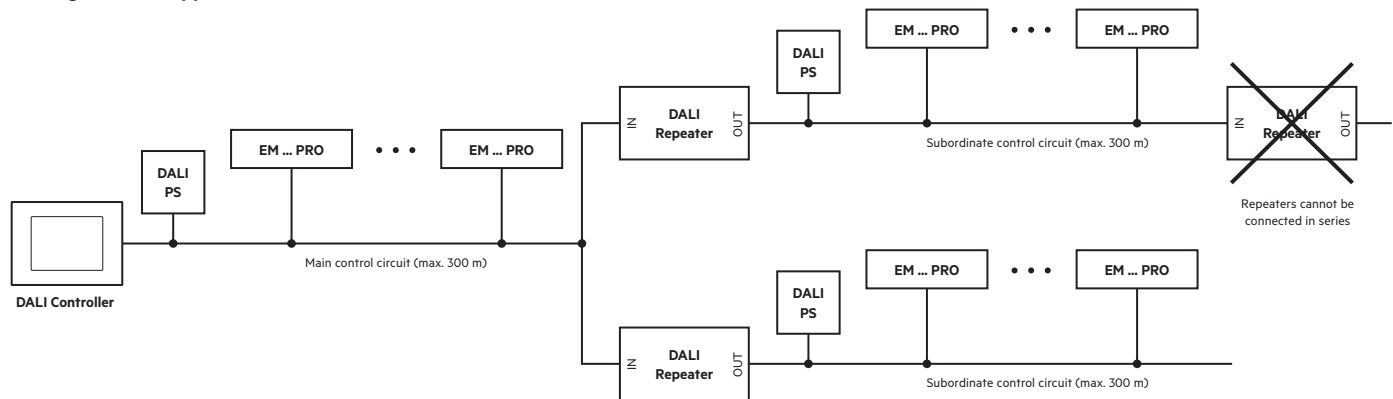 DALI Controller
DALI
PS
EM ... PRO
EM ... PRO
Main control circuit (max. 300 m)
IN
DALI
Repeater
OUT
DALI
PS
EM ... PRO
EM ... PRO
Subordinate control circuit (max. 300 m)
IN
DALI
Repeater
OUT
Repeaters cannot be
connected in series
IN
DALI
Repeater
OUT
DALI
PS
EM ... PRO
EM ... PRO
Subordinate control circuit (max. 300 m)